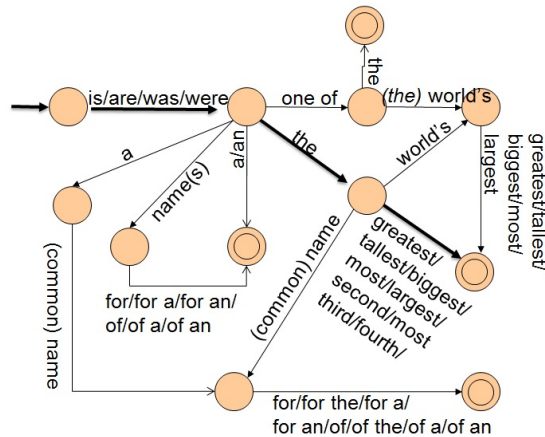 the
is/are/was/were
one of
(the) world's
the
a
name(s)
a/an
world's
greatest/tallest/
biggest/most/
largest
(common) name
for/for a/for an/
of/of a/of an
(common) name
greatest/
tallest/biggest/
most/largest/
second/most
third/fourth/
for/for the/for a/
for an/of/of the/of a/of an